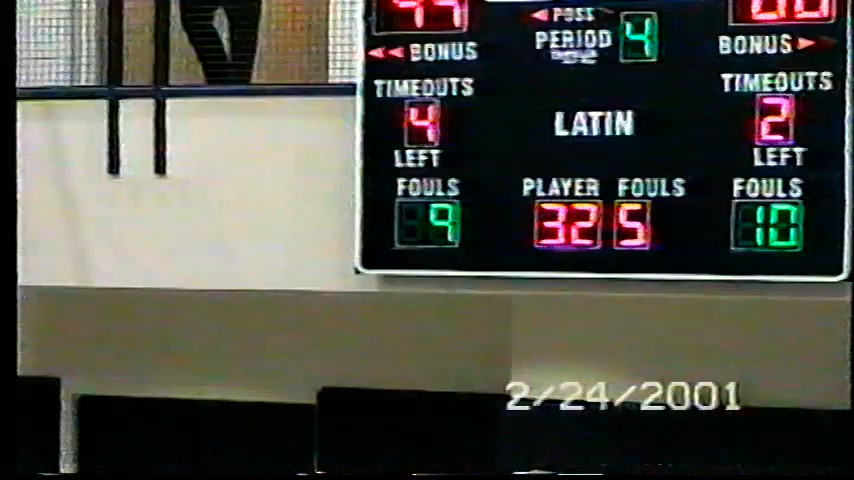 POSS
PERIOD 4
BONUS BONUS
TIMEOUTS TIMEOUTS
4 LATIN 2
LEFT LEFT
FOULS PLAYER FOULS FOULS
9 32 5 10
2/24/2001